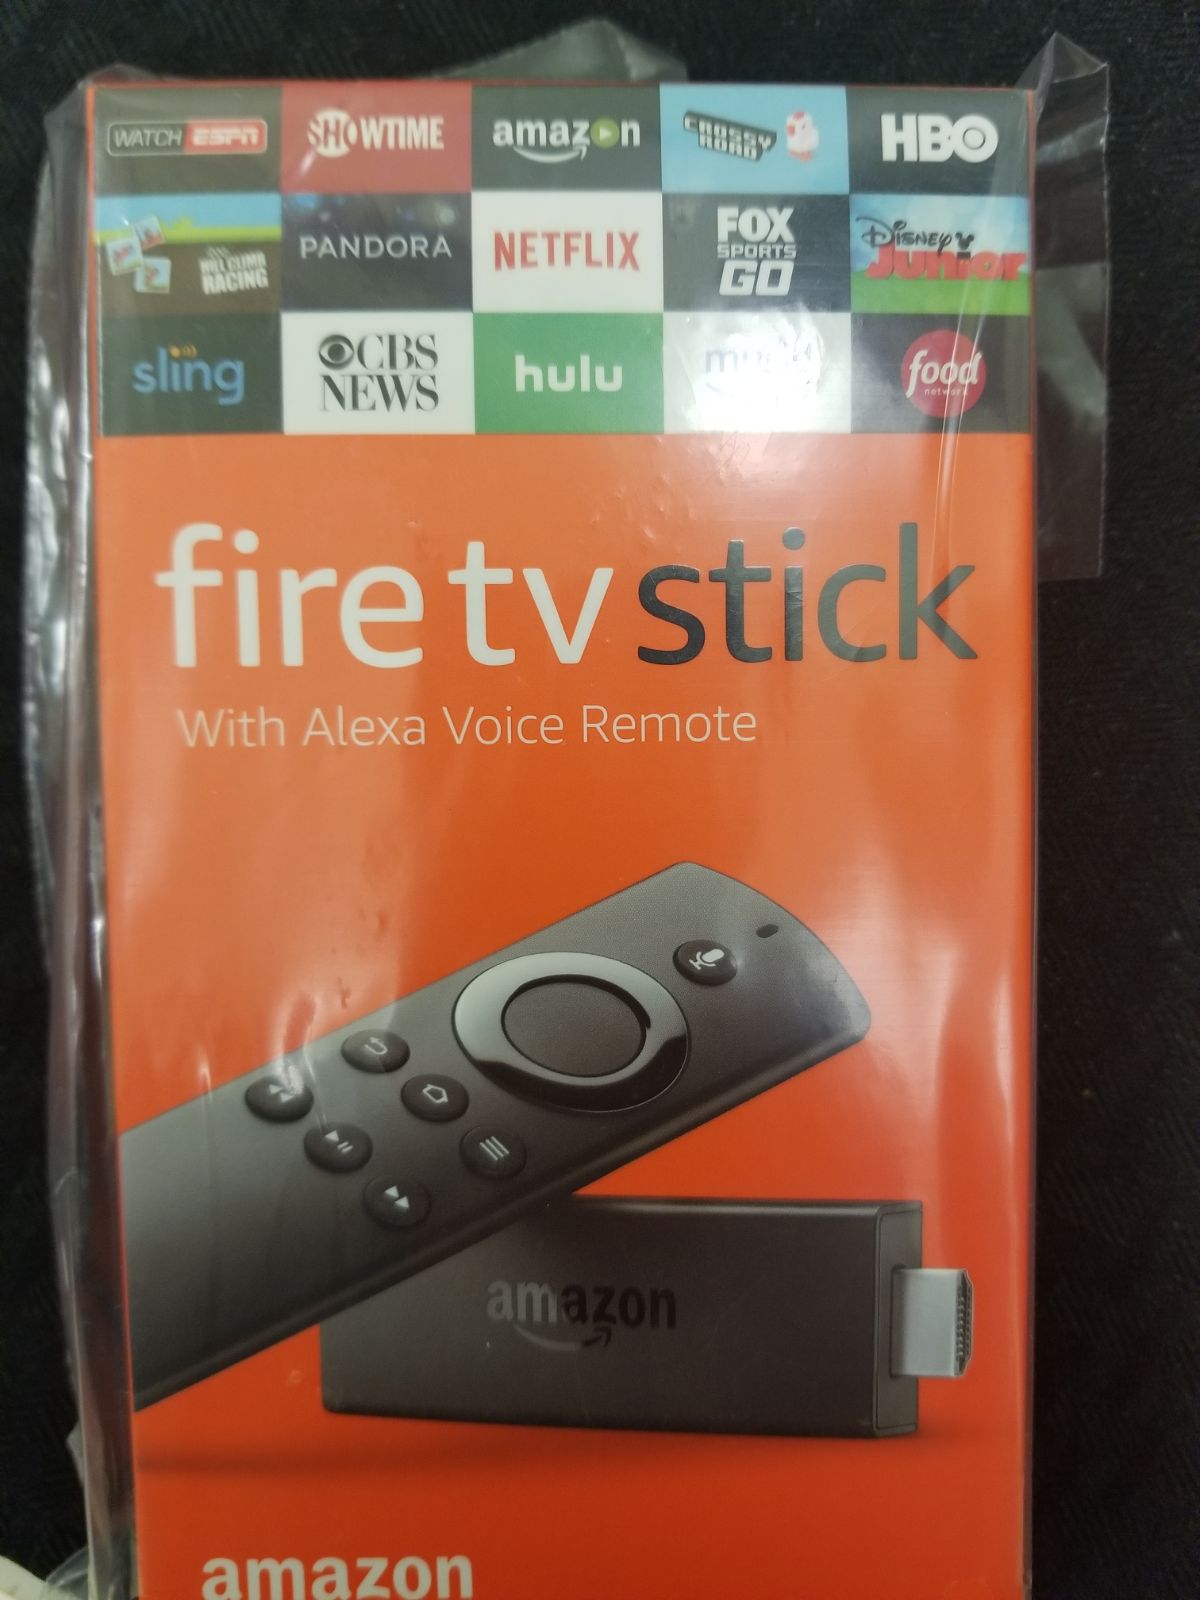 WATCH ESPN
SHOWTIME
amazon
CROSSY
ROAD
HBO
HILL CLIMB
RACING
PANDORA
NETFLIX
FOX
SPORTS
GO
Disney
Junior
sling
CBS
NEWS
hulu
food
network
fire tv stick
With Alexa Voice Remote
amazon
amazon